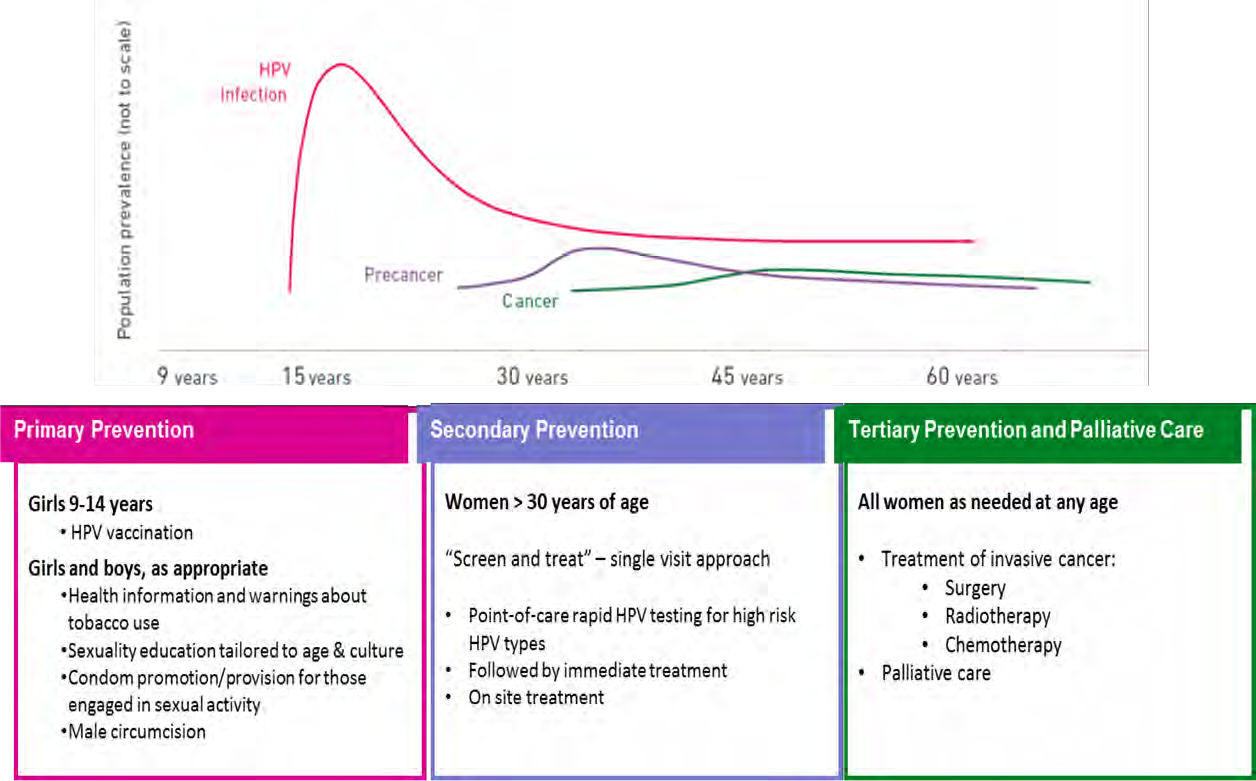 Population prevalence (not to scale)
HPV
infection
Precancer
Cancer
9 years
15 years
30 years
45 years
60 years
Primary Prevention
Girls 9-14 years
• HPV vaccination
Girls and boys, as appropriate
•Health information and warnings about
tobacco use
•Sexuality education tailored to age & culture
•Condom promotion/provision for those
engaged in sexual activity
•Male circumcision
Secondary Prevention
Women > 30 years of age
“Screen and treat” – single visit approach
• Point-of-care rapid HPV testing for high risk
HPV types
• Followed by immediate treatment
• On site treatment
Tertiary Prevention and Palliative Care
All women as needed at any age
• Treatment of invasive cancer:
• Surgery
• Radiotherapy
• Chemotherapy
• Palliative care